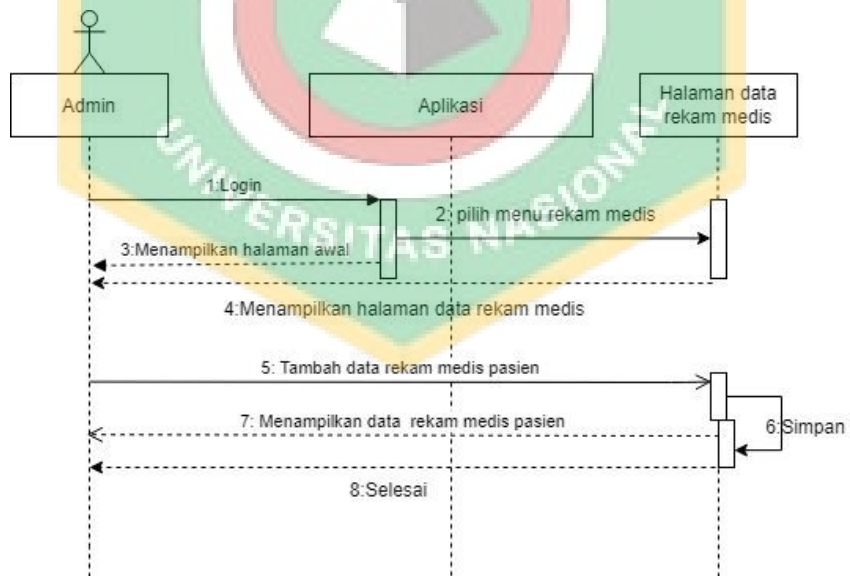 Admin
Aplikasi
Halaman data
rekam medis
UNIVERSITAS NASIONAL
1:Login
2: pilih menu rekam medis
3:Menampilkan halaman awal
4:Menampilkan halaman data rekam medis
5: Tambah data rekam medis pasien
6:Simpan
7: Menampilkan data rekam medis pasien
8:Selesai